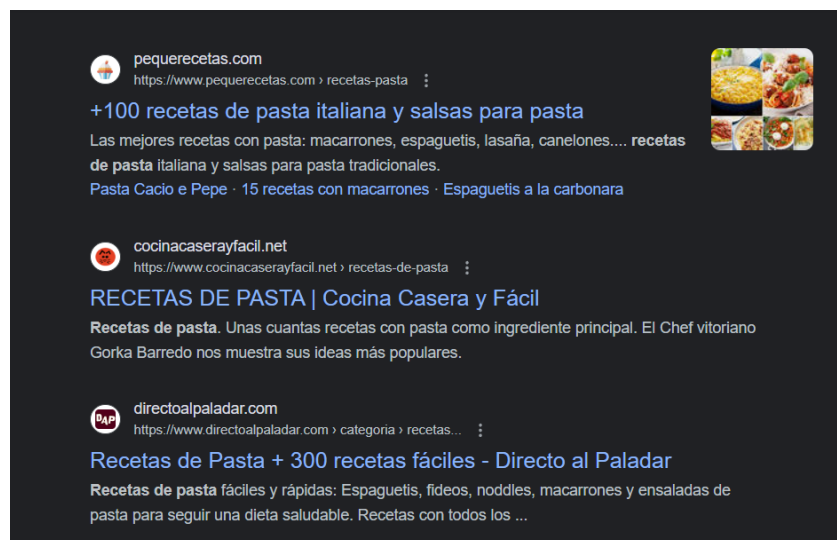 pequerecetas.com
https://www.pequerecetas.com › recetas-pasta
+100 recetas de pasta italiana y salsas para pasta
Las mejores recetas con pasta: macarrones, espaguetis, lasaña, canelones.... recetas
de pasta italiana y salsas para pasta tradicionales.
Pasta Cacio e Pepe · 15 recetas con macarrones · Espaguetis a la carbonara
cocinacaserayfacil.net
https://www.cocinacaserayfacil.net › recetas-de-pasta
RECETAS DE PASTA | Cocina Casera y Fácil
Recetas de pasta. Unas cuantas recetas con pasta como ingrediente principal. El Chef vitoriano
Gorka Barredo nos muestra sus ideas más populares.
DAP
directoalpaladar.com
https://www.directoalpaladar.com › categoria › recetas...
Recetas de Pasta + 300 recetas fáciles - Directo al Paladar
Recetas de pasta fáciles y rápidas: Espaguetis, fideos, noddles, macarrones y ensaladas de
pasta para seguir una dieta saludable. Recetas con todos los ...